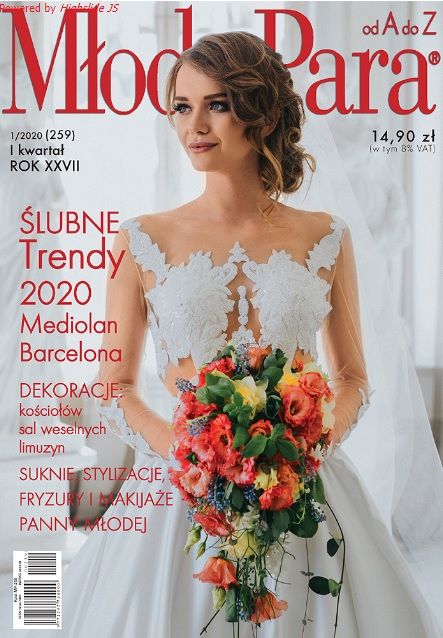 Powered by Highslide JS
od A do Z
Młoda Para®
1/2020 (259)
I kwartał
ROK XXVII
14,90 zł
(w tym 8% VAT)
ŚLUBNE
Trendy
2020
Mediolan
Barcelona
DEKORACJE:
kościołów
sal weselnych
limuzyn
SUKNIE, STYLIZACJE,
FRYZURY I MAKIJAŻE
PANNY MŁODEJ